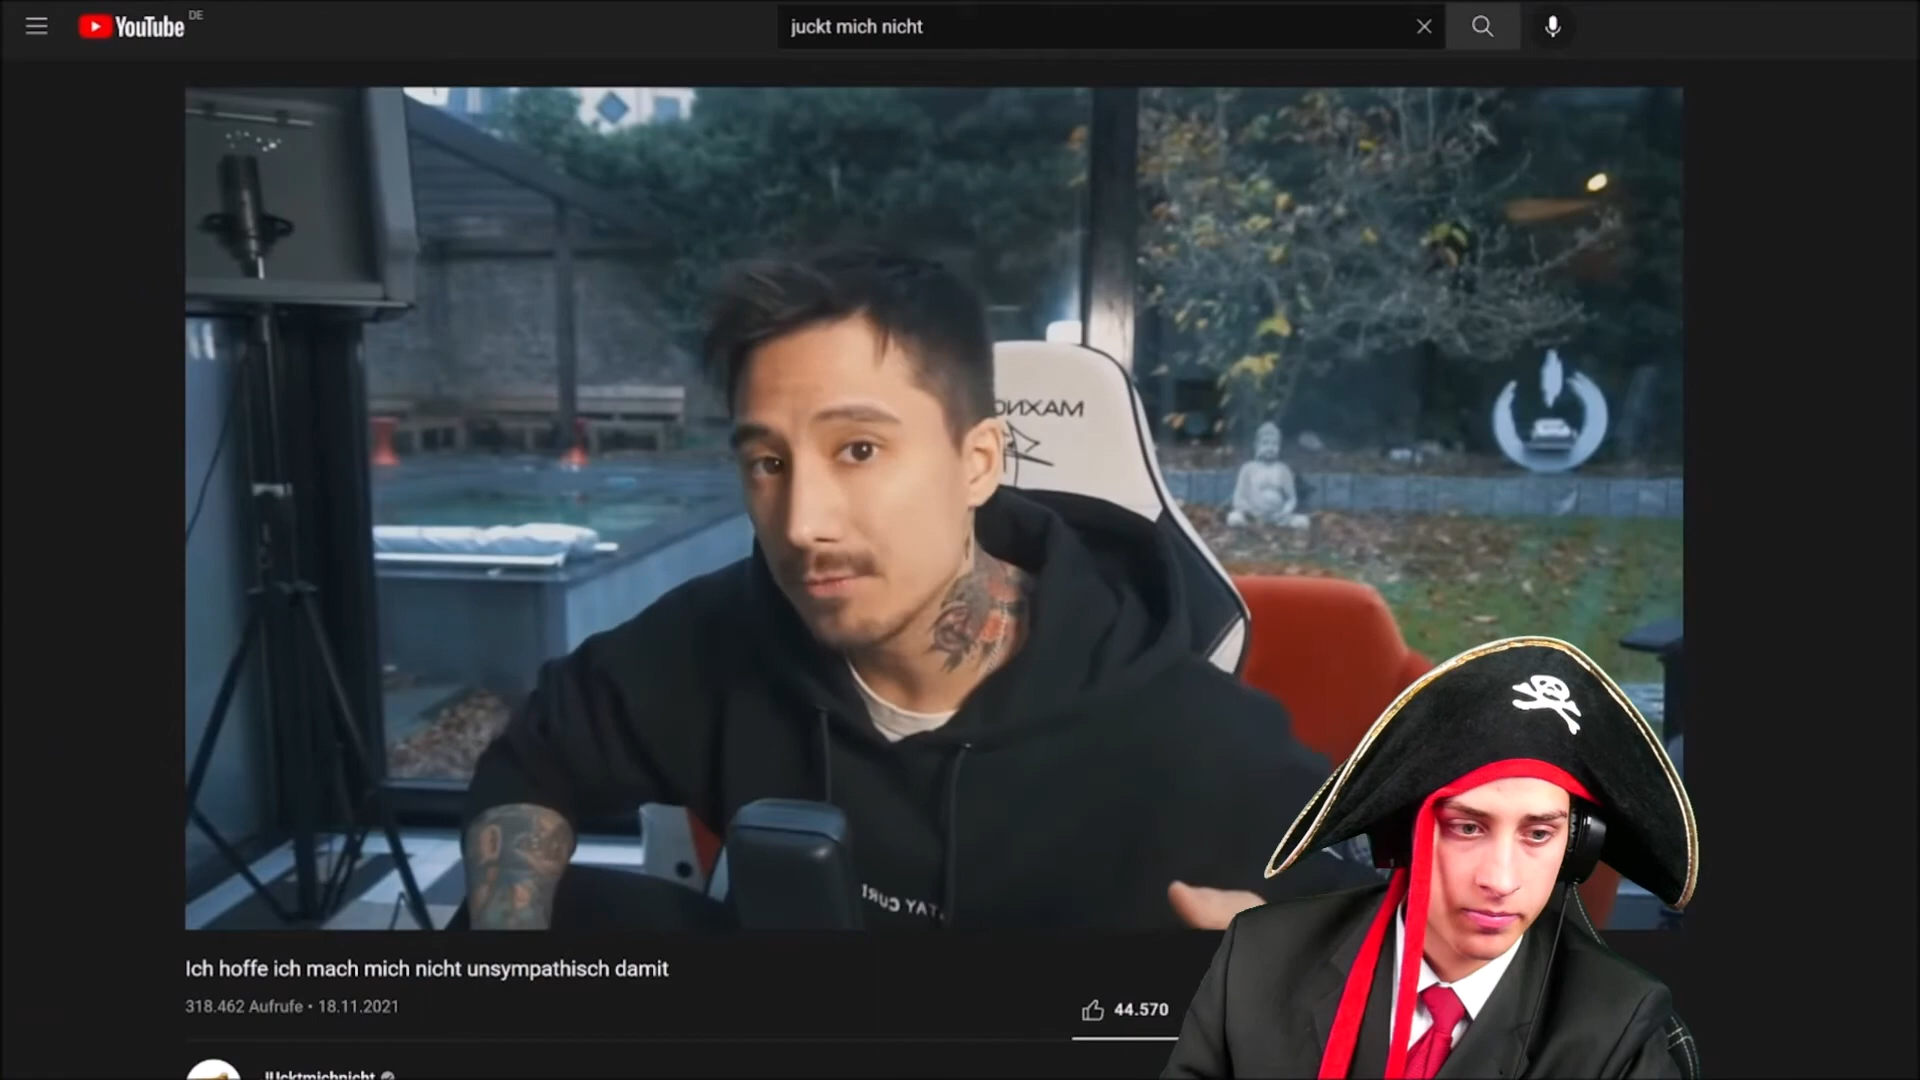 YouTube
DE
juckt mich nicht
Ich hoffe ich mach mich nicht unsympathisch damit
318.462 Aufrufe • 18.11.2021
44.570
JUcktmichnicht